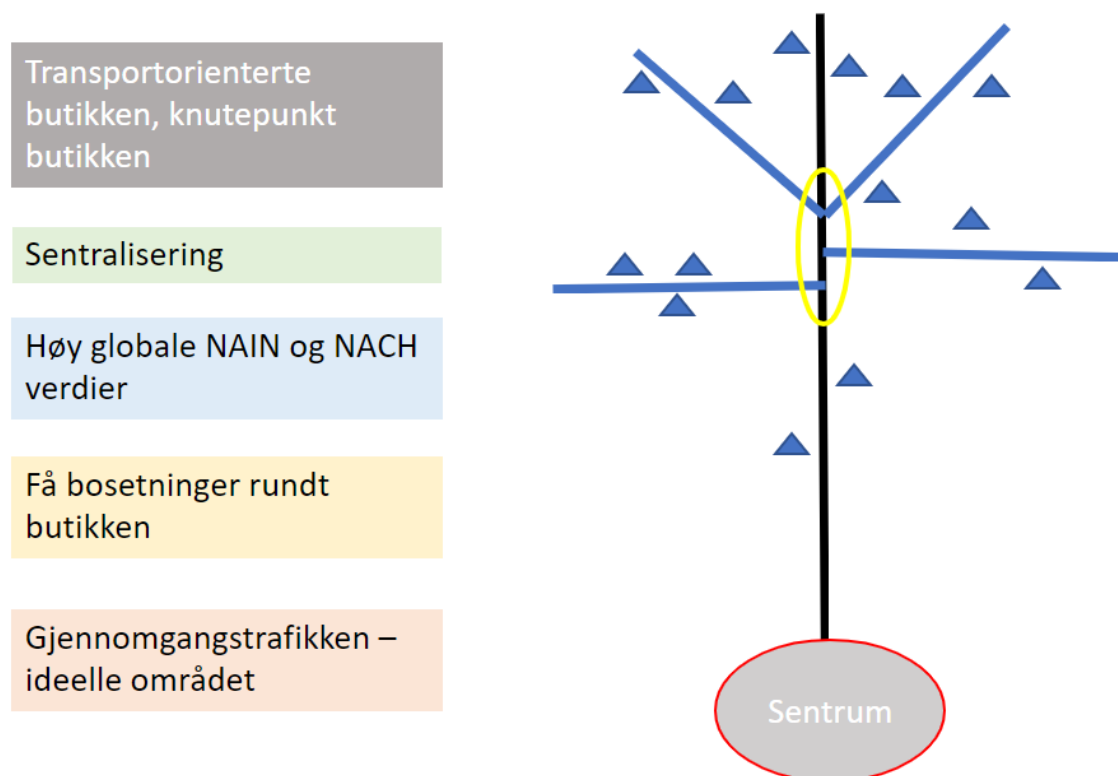 Transportorienterte
butikken, knutepunkt
butikken
Sentralisering
Høy globale NAIN og NACH
verdier
Få bosetninger rundt
butikken
Gjennomgangstrafikken –
ideelle området
Sentrum